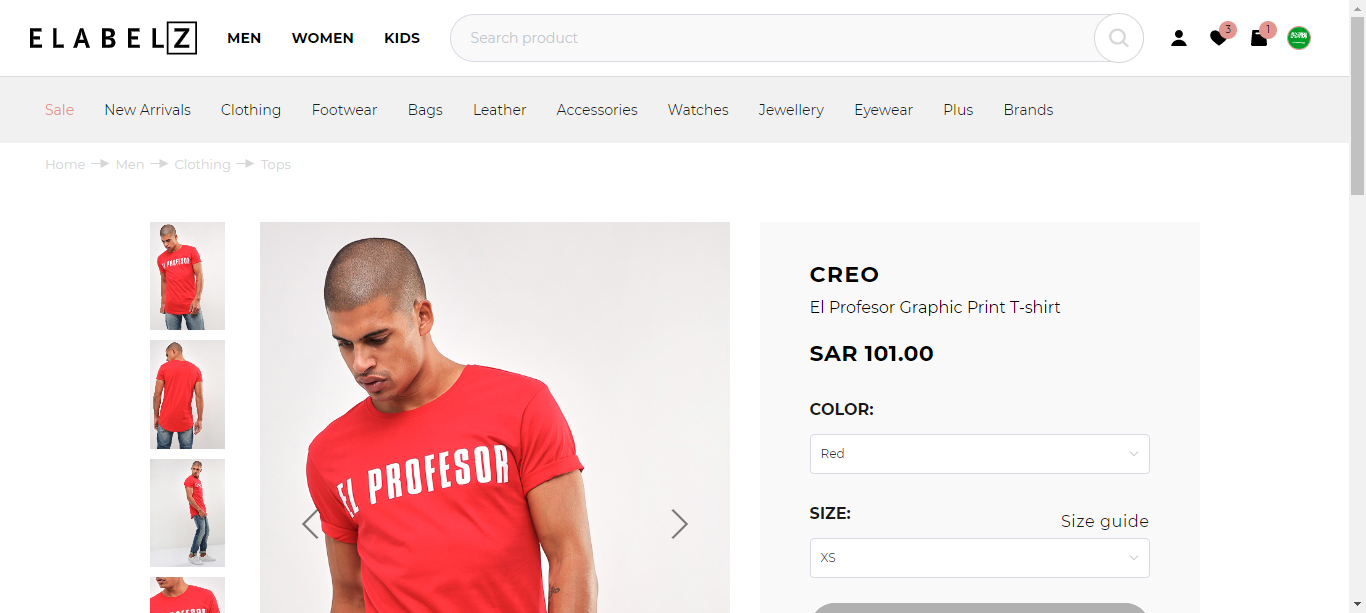 ELABELZ
MEN WOMEN KIDS
Search product
3
1
Sale New Arrivals Clothing Footwear Bags Leather Accessories Watches Jewellery Eyewear Plus Brands
Home Men Clothing Tops
EL PROFESOR
EL PROFESOR
CREO
El Profesor Graphic Print T-shirt
SAR 101.00
COLOR:
Red
SIZE:
Size guide
XS